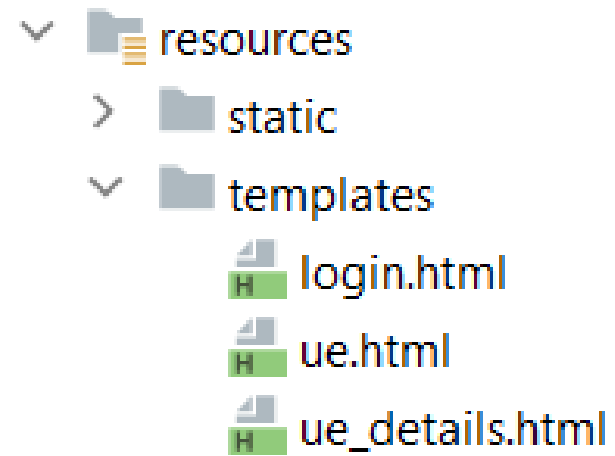 resources
static
templates
H login.html
H ue.html
H ue_details.html